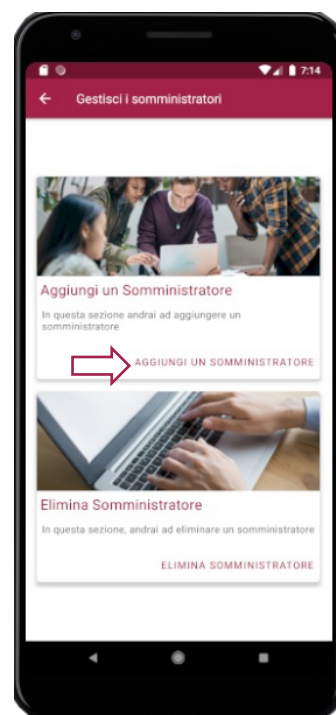 7:14
Gestisci i somministratori
Aggiungi un Somministratore
In questa sezione andrai ad aggiungere un
somministratore
AGGIUNGI UN SOMMINISTRATORE
Elimina Somministratore
In questa sezione, andrai ad eliminare un somministratore
ELIMINA SOMMINISTRATORE